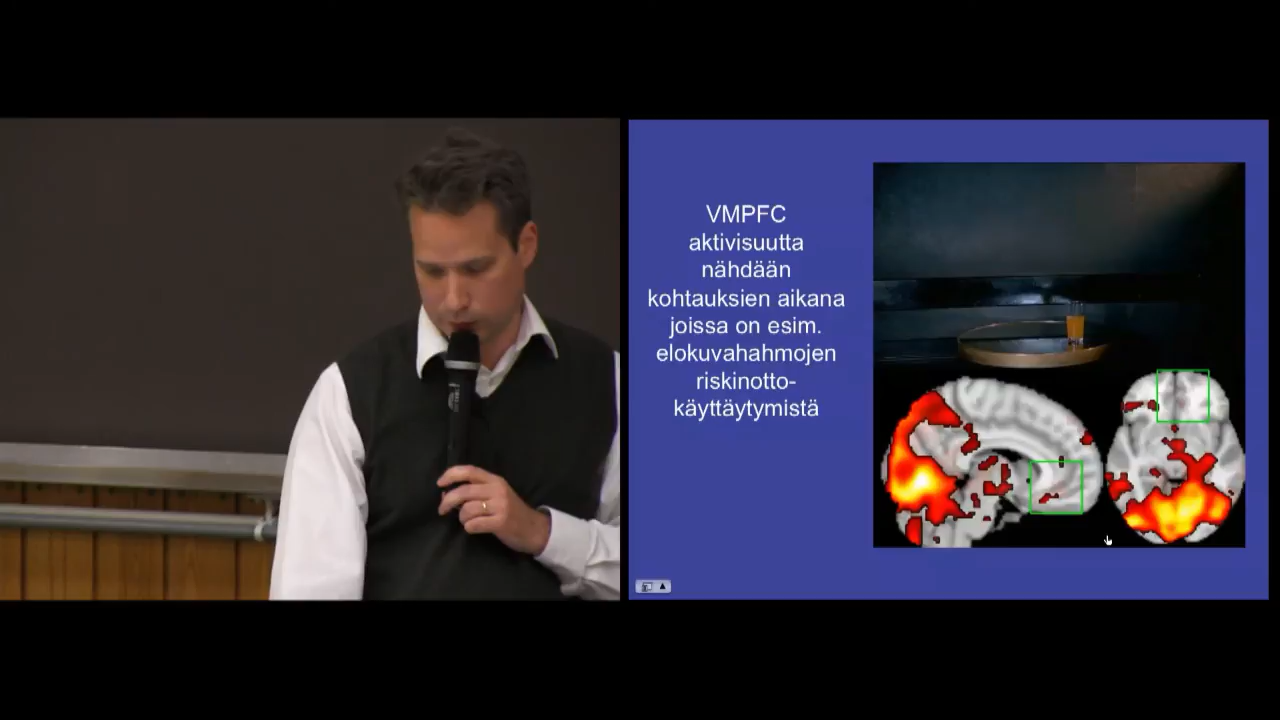 VMPFC
aktivisuutta
nähdään
kohtauksien aikana
joissa on esim.
elokuvahahmojen
riskinotto-
käyttäytymistä